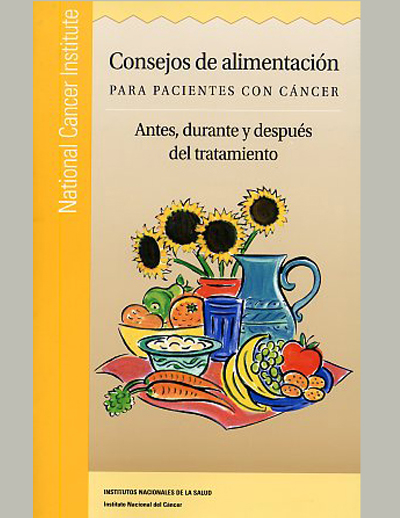 National Cancer Institute
Consejos de alimentación
PARA PACIENTES CON CÁNCER
Antes, durante y después
del tratamiento
INSTITUTOS NACIONALES DE LA SALUD
Instituto Nacional del Cáncer